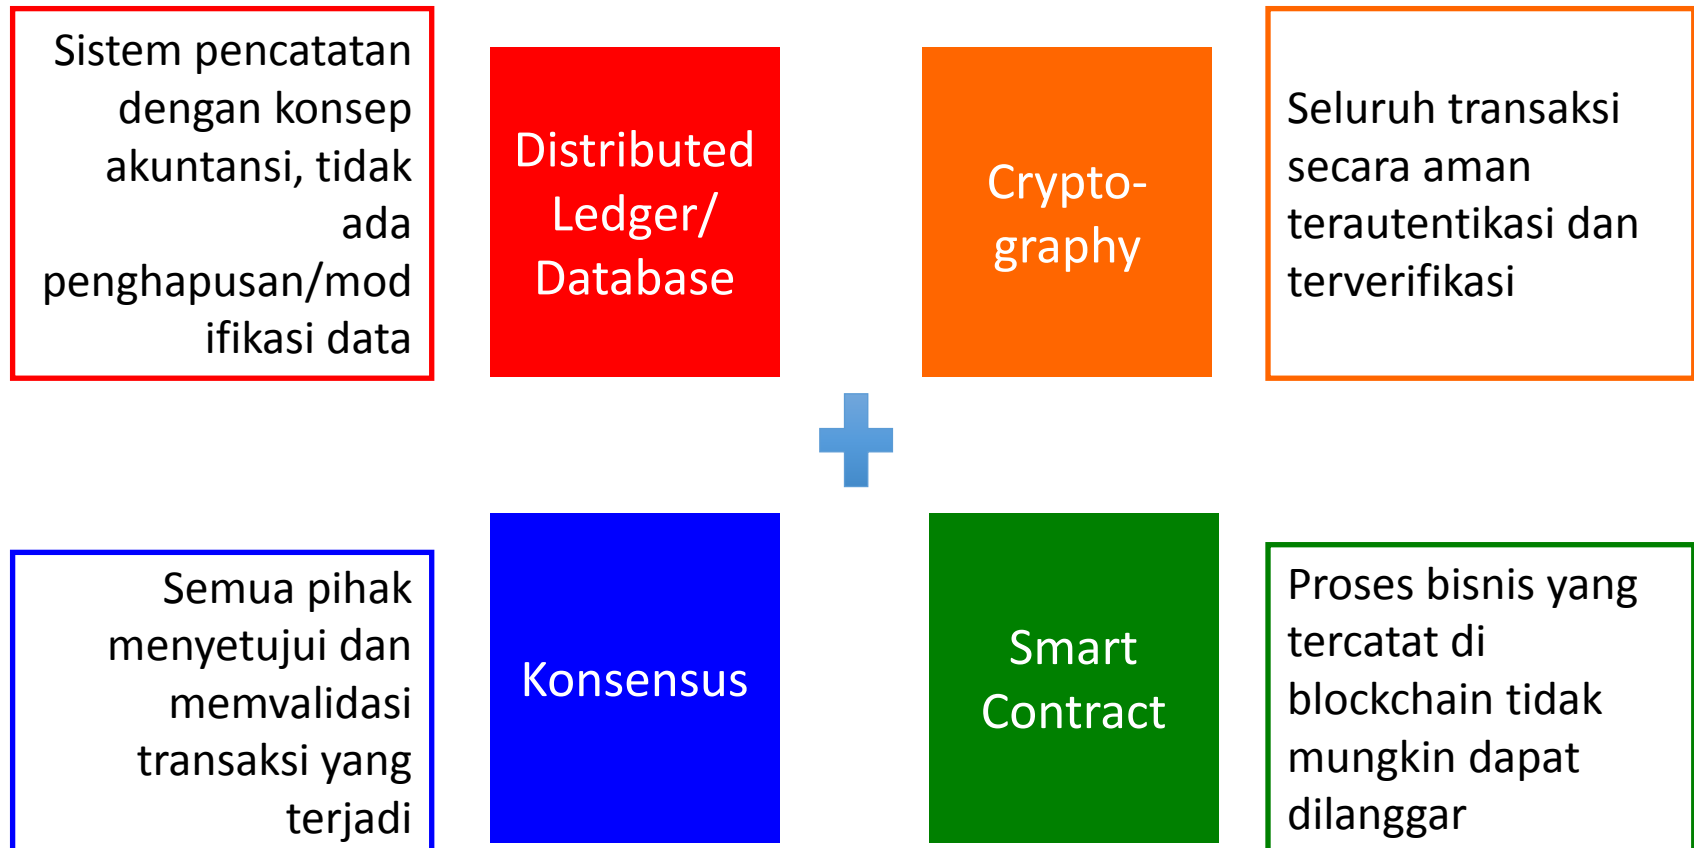 Sistem pencatatan
dengan konsep
akuntansi, tidak
ada
penghapusan/mod
ifikasi data
Distributed
Ledger/
Database
Crypto-
graphy
Seluruh transaksi
secara aman
terautentikasi dan
terverifikasi
Semua pihak
menyetujui dan
memvalidasi
transaksi yang
terjadi
Konsensus
Smart
Contract
Proses bisnis yang
tercatat di
blockchain tidak
mungkin dapat
dilanggar